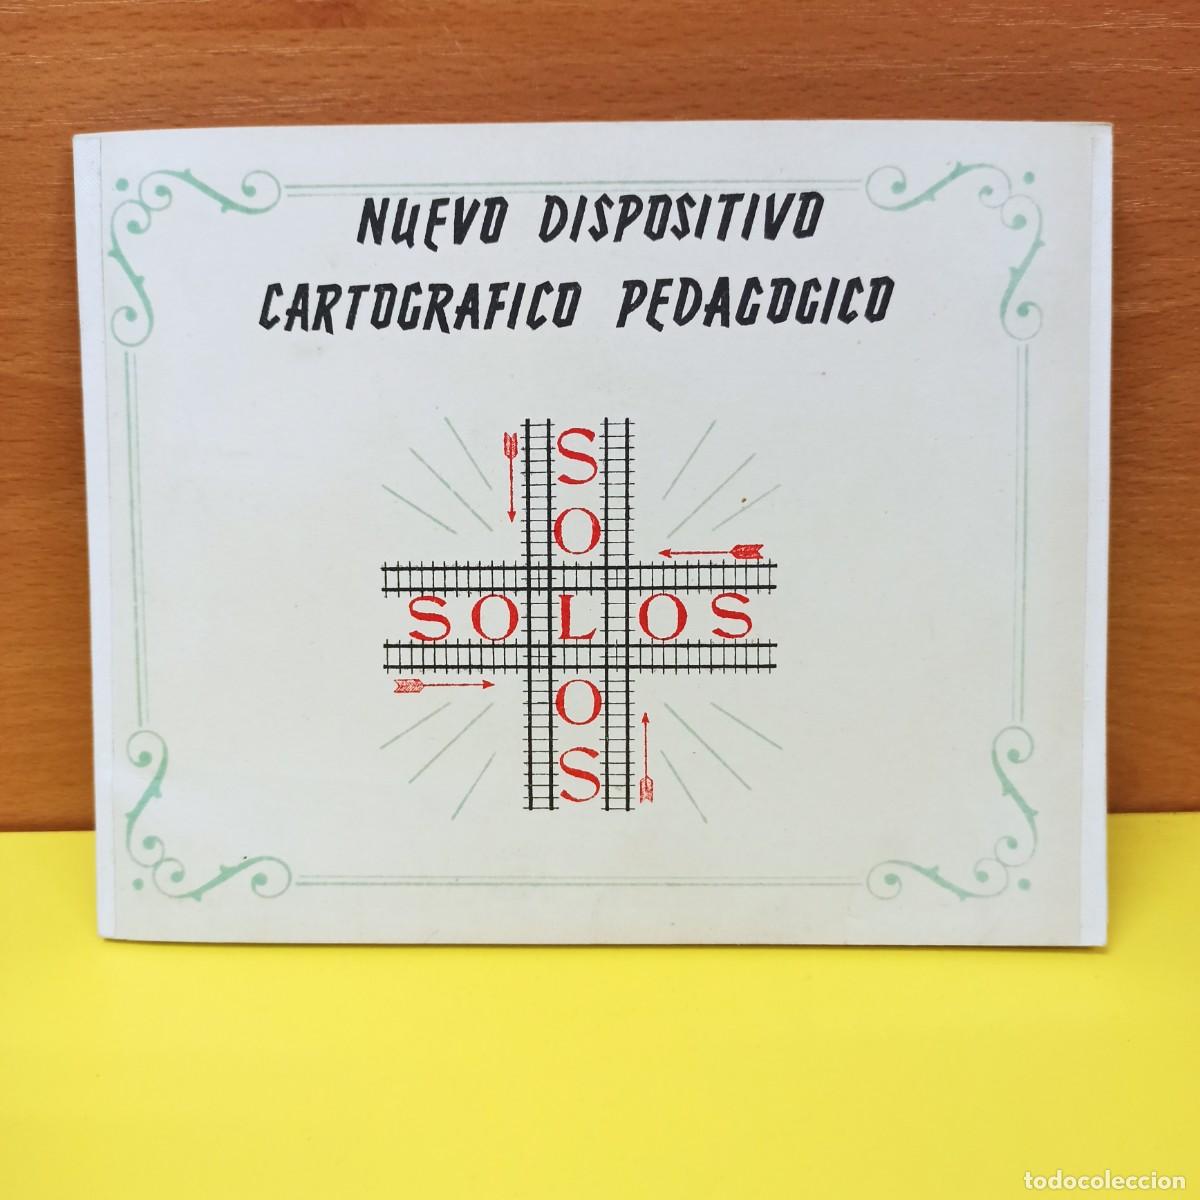 NUEVO DISPOSITIVO
CARTOGRAFICO PEDAGOGICO
S
O
SOLOS
O
S
todocoleccion